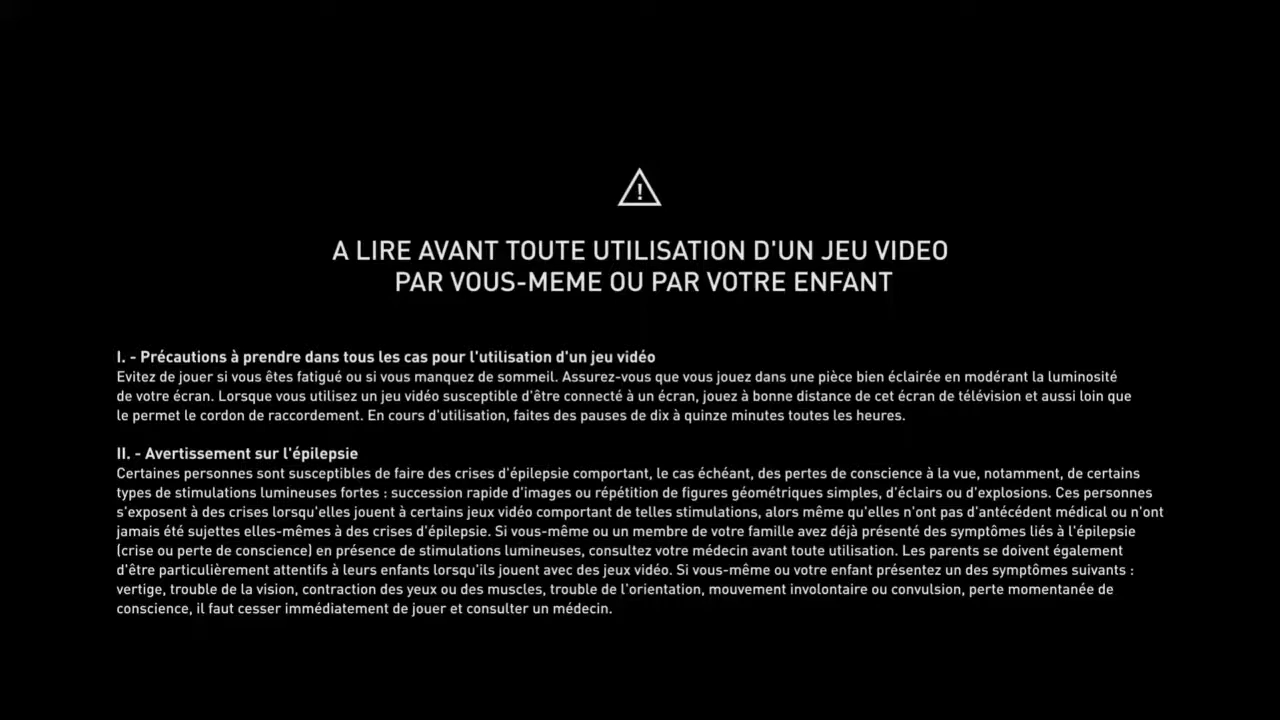 A LIRE AVANT TOUTE UTILISATION D'UN JEU VIDEO
PAR VOUS-MEME OU PAR VOTRE ENFANT
I. - Précautions à prendre dans tous les cas pour l'utilisation d'un jeu vidéo
Evitez de jouer si vous êtes fatigué ou si vous manquez de sommeil. Assurez-vous que vous jouez dans une pièce bien éclairée en modérant la luminosité
de votre écran. Lorsque vous utilisez un jeu vidéo susceptible d'être connecté à un écran, jouez à bonne distance de cet écran de télévision et aussi loin que
le permet le cordon de raccordement. En cours d'utilisation, faites des pauses de dix à quinze minutes toutes les heures.
II. - Avertissement sur l'épilepsie
Certaines personnes sont susceptibles de faire des crises d'épilepsie comportant, le cas échéant, des pertes de conscience à la vue, notamment, de certains
types de stimulations lumineuses fortes : succession rapide d'images ou répétition de figures géométriques simples, d'éclairs ou d'explosions. Ces personnes
s'exposent à des crises lorsqu'elles jouent à certains jeux vidéo comportant de telles stimulations, alors même qu'elles n'ont pas d'antécédent médical ou n'ont
jamais été sujettes elles-mêmes à des crises d'épilepsie. Si vous-même ou un membre de votre famille avez déjà présenté des symptômes liés à l'épilepsie
(crise ou perte de conscience) en présence de stimulations lumineuses, consultez votre médecin avant toute utilisation. Les parents se doivent également
d'être particulièrement attentifs à leurs enfants lorsqu'ils jouent avec des jeux vidéo. Si vous-même ou votre enfant présentez un des symptômes suivants :
vertige, trouble de la vision, contraction des yeux ou des muscles, trouble de l'orientation, mouvement involontaire ou convulsion, perte momentanée de
conscience, il faut cesser immédiatement de jouer et consulter un médecin.